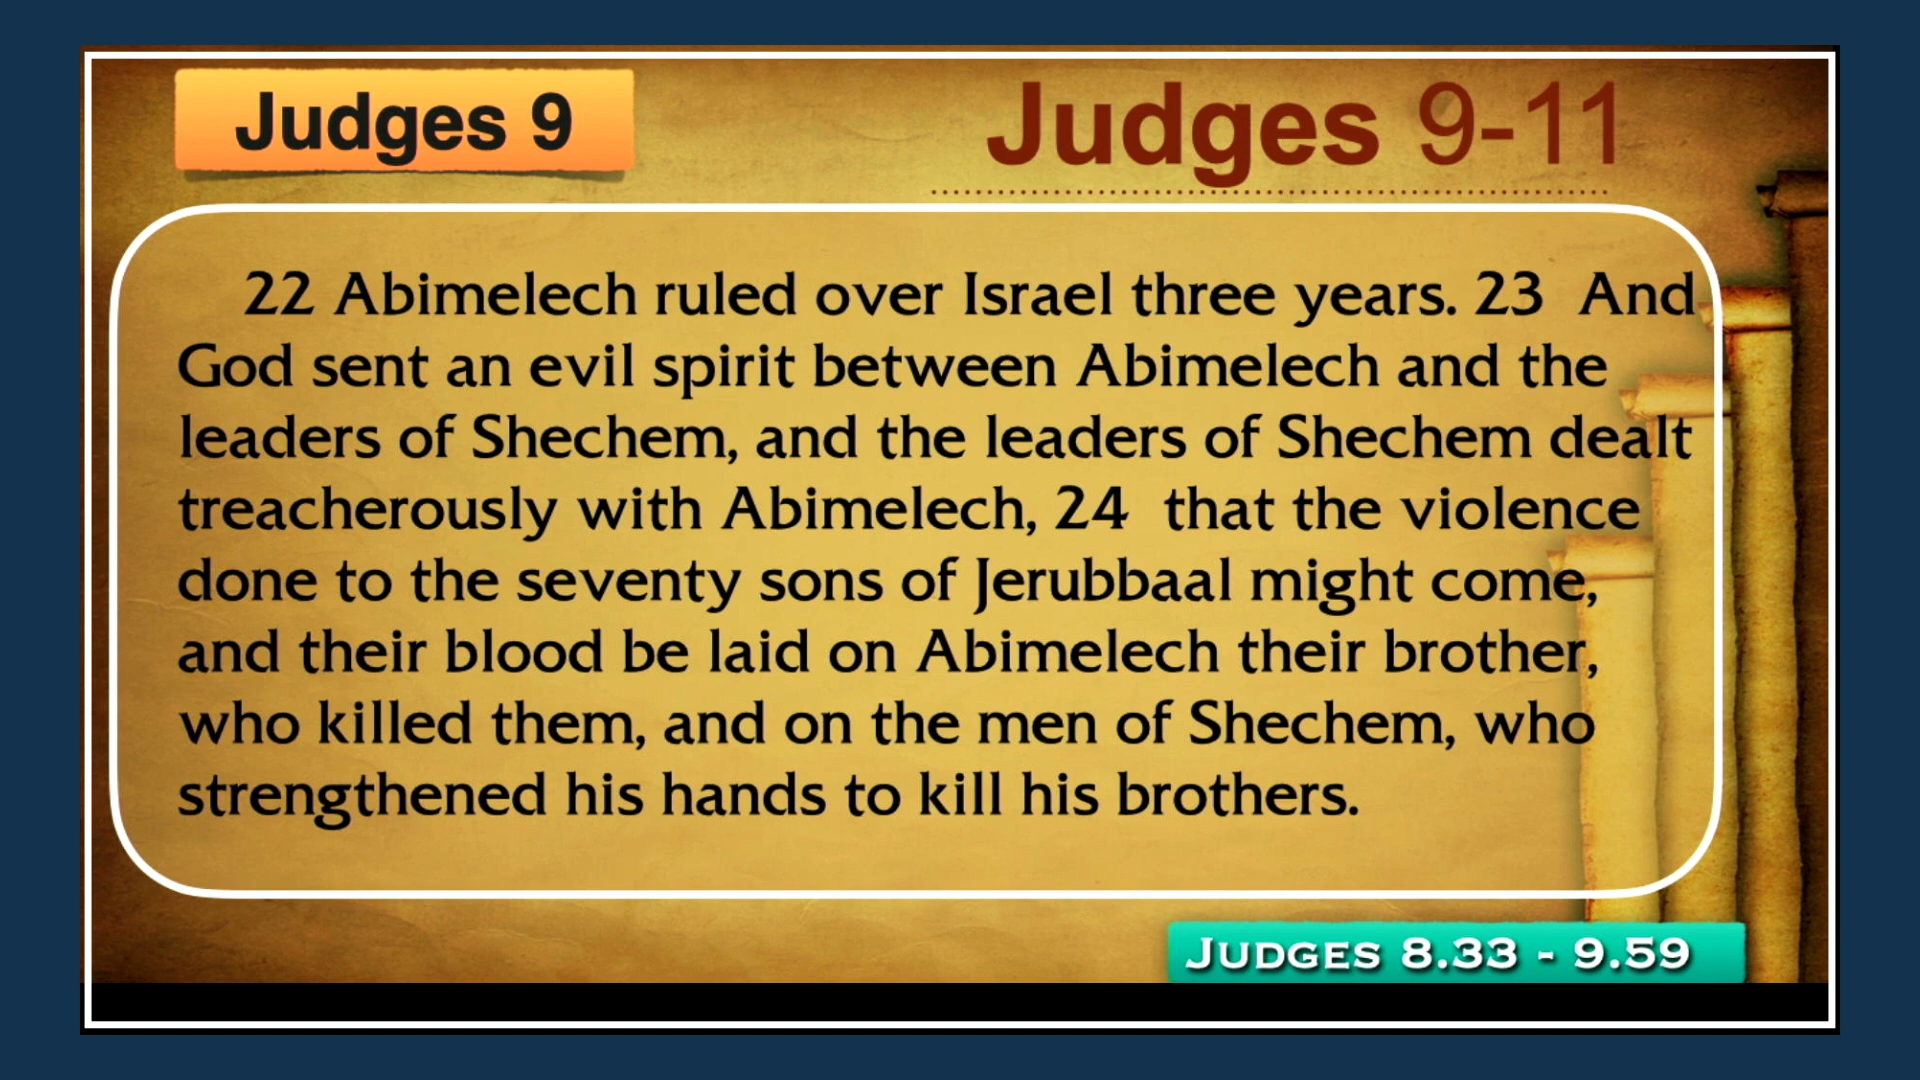 Judges 9
Judges 9-11
22 Abimelech ruled over Israel three years. 23 And
God sent an evil spirit between Abimelech and the
leaders of Shechem, and the leaders of Shechem dealt
treacherously with Abimelech, 24 that the violence
done to the seventy sons of Jerubbaal might come,
and their blood be laid on Abimelech their brother,
who killed them, and on the men of Shechem, who
strengthened his hands to kill his brothers.
JUDGES 8.33 - 9.59